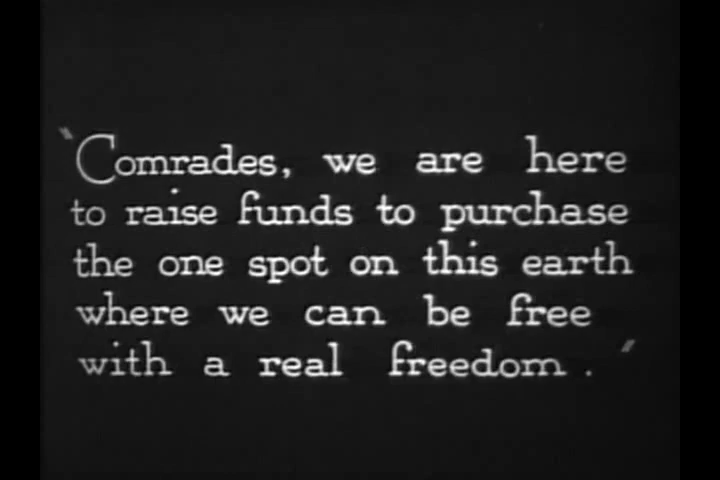 "Comrades, we are here
to raise funds to purchase
the one spot on this earth
where we can be free
with a real freedom."